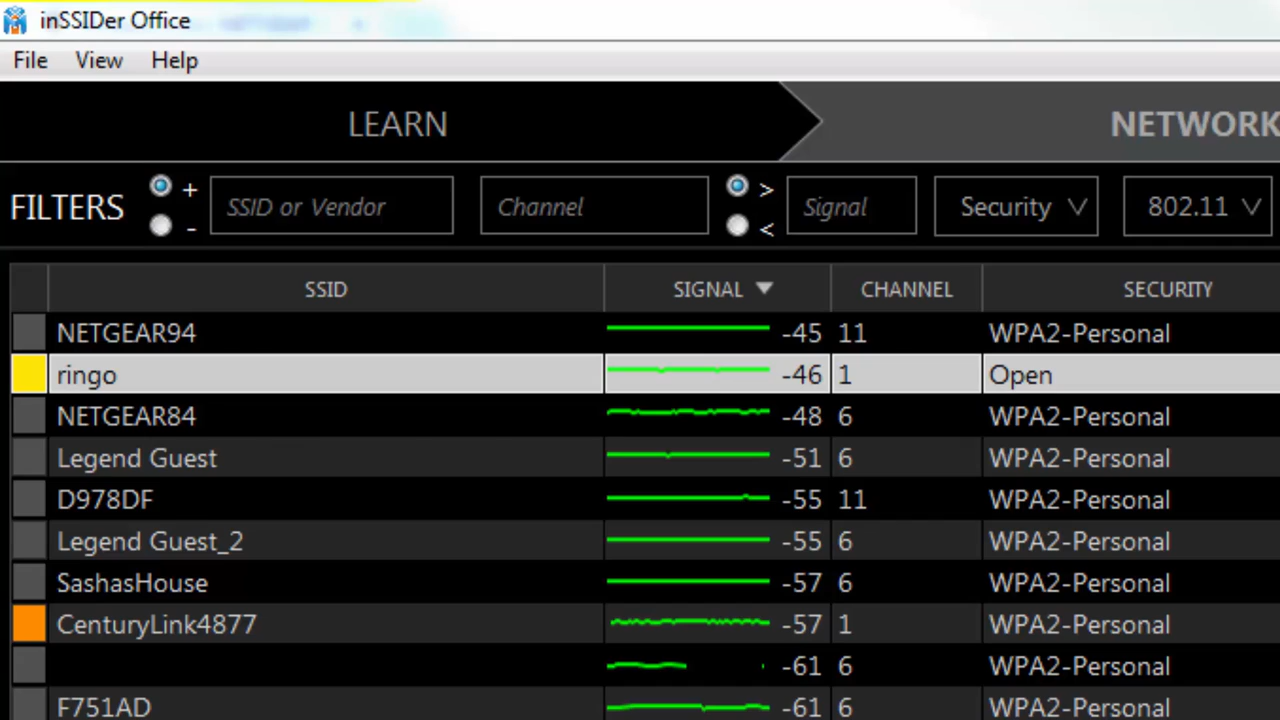 inSSIDer Office
File View Help
LEARN NETWORK
FILTERS + - SSID or Vendor Channel > < Signal Security 802.11
SSID SIGNAL CHANNEL SECURITY
NETGEAR94 -45 11 WPA2-Personal
ringo -46 1 Open
NETGEAR84 -48 6 WPA2-Personal
Legend Guest -51 6 WPA2-Personal
D978DF -55 11 WPA2-Personal
Legend Guest_2 -55 6 WPA2-Personal
SashasHouse -57 6 WPA2-Personal
CenturyLink4877 -57 1 WPA2-Personal
-61 6 WPA2-Personal
F751AD -61 6 WPA2-Personal